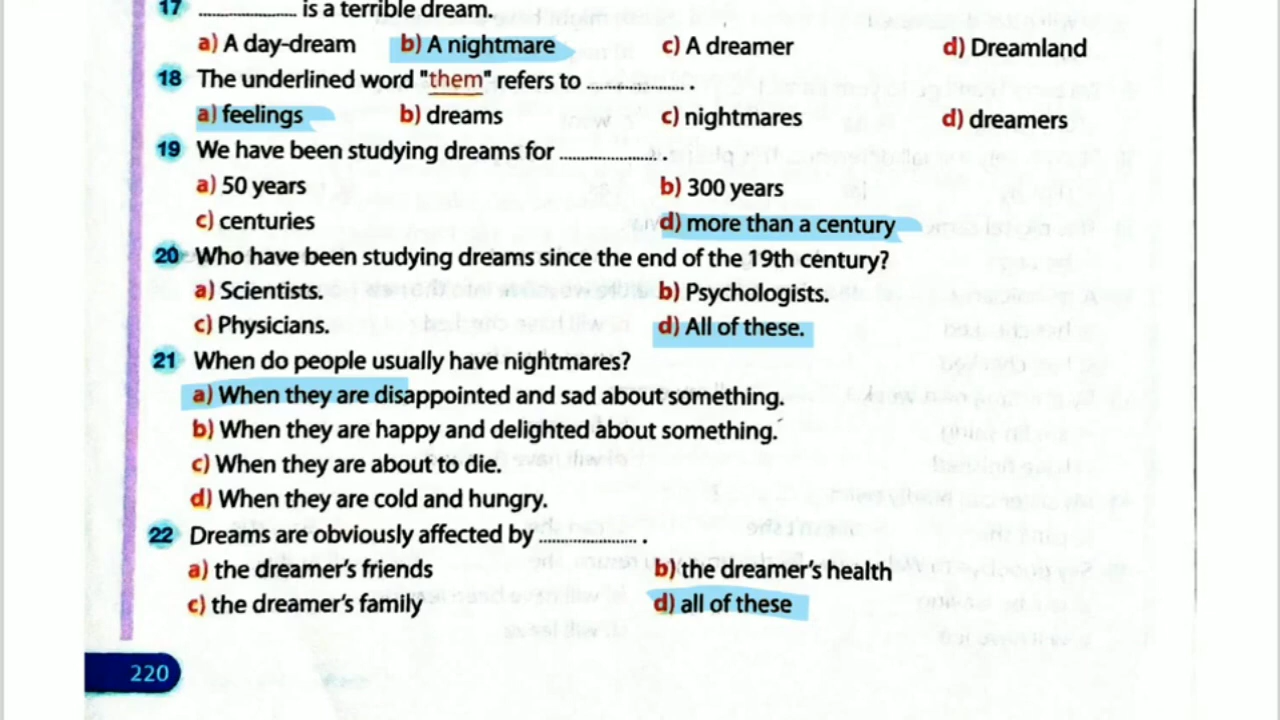 17 ............... is a terrible dream.
a) A day-dream b) A nightmare c) A dreamer d) Dreamland
18 The underlined word "them" refers to ............... .
a) feelings b) dreams c) nightmares d) dreamers
19 We have been studying dreams for ............... .
a) 50 years b) 300 years
c) centuries d) more than a century
20 Who have been studying dreams since the end of the 19th century?
a) Scientists. b) Psychologists.
c) Physicians. d) All of these.
21 When do people usually have nightmares?
a) When they are disappointed and sad about something.
b) When they are happy and delighted about something.
c) When they are about to die.
d) When they are cold and hungry.
22 Dreams are obviously affected by ............... .
a) the dreamer's friends b) the dreamer's health
c) the dreamer's family d) all of these
220